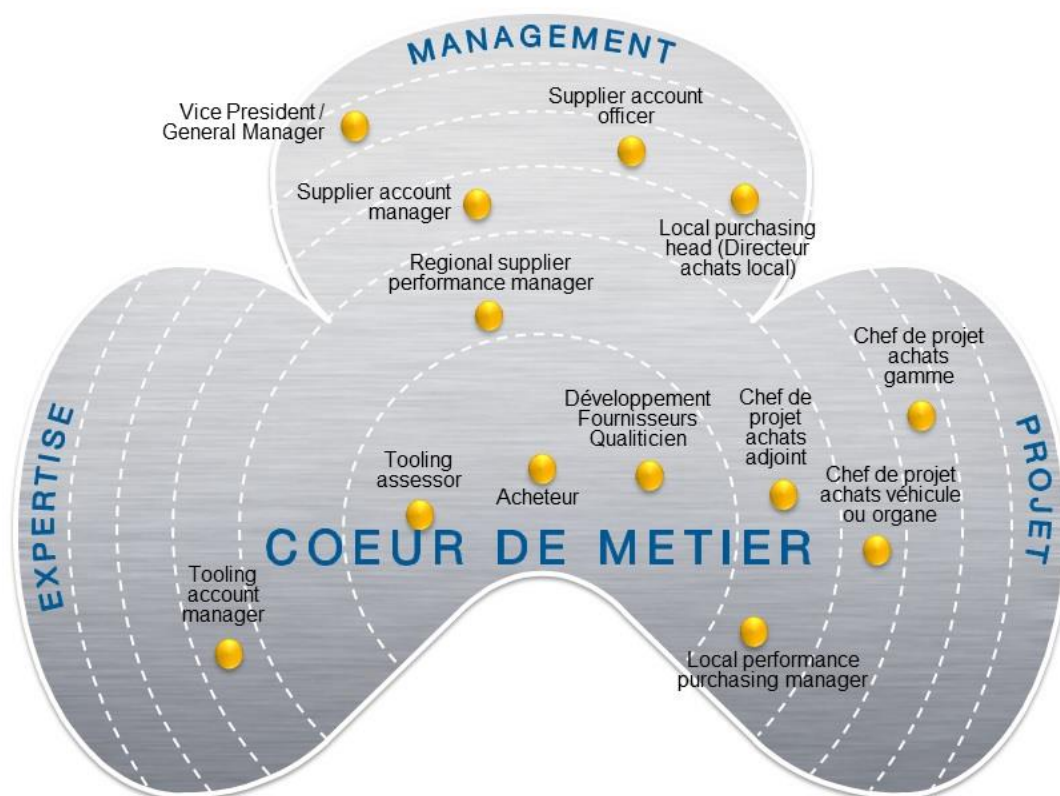 MANAGEMENT
Vice President /
General Manager
Supplier account
officer
Supplier account
manager
Local purchasing
head (Directeur
achats local)
Regional supplier
performance manager
Chef de projet
achats
gamme
Développement
Fournisseurs
Qualiticien
Chef de
projet
achats
adjoint
EXPERTISE
PROJET
Tooling
assessor
Acheteur
Chef de projet
achats véhicule
ou organe
COEUR DE METIER
Tooling
account
manager
Local performance
purchasing manager